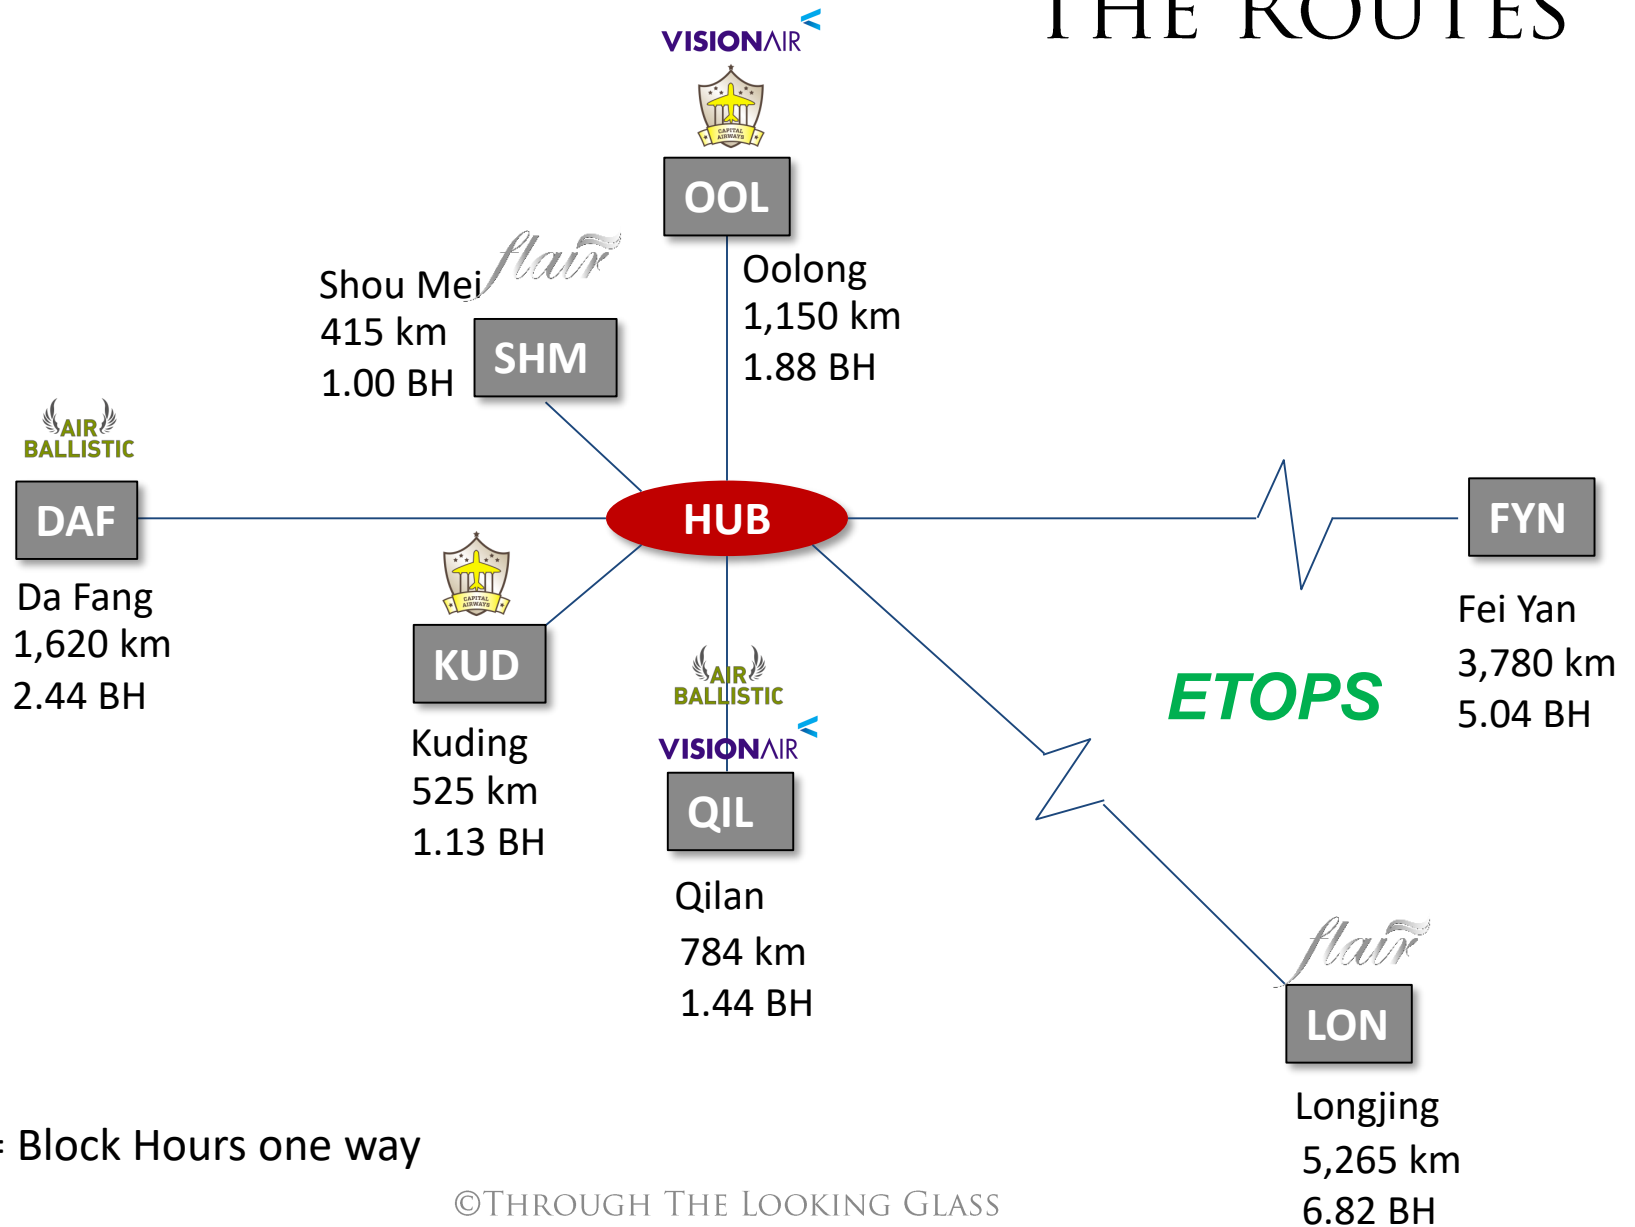 THE ROUTES
VISIONAIR
CAPITAL
AIRWAYS
OOL
Oolong
1,150 km
1.88 BH
flair
Shou Mei
415 km
1.00 BH
SHM
AIR
BALLISTIC
DAF
Da Fang
1,620 km
2.44 BH
HUB
CAPITAL
AIRWAYS
KUD
Kuding
525 km
1.13 BH
AIR
BALLISTIC
VISIONAIR
QIL
Qilan
784 km
1.44 BH
FYN
Fei Yan
3,780 km
5.04 BH
ETOPS
flair
LON
Longjing
5,265 km
6.82 BH
= Block Hours one way
©THROUGH THE LOOKING GLASS